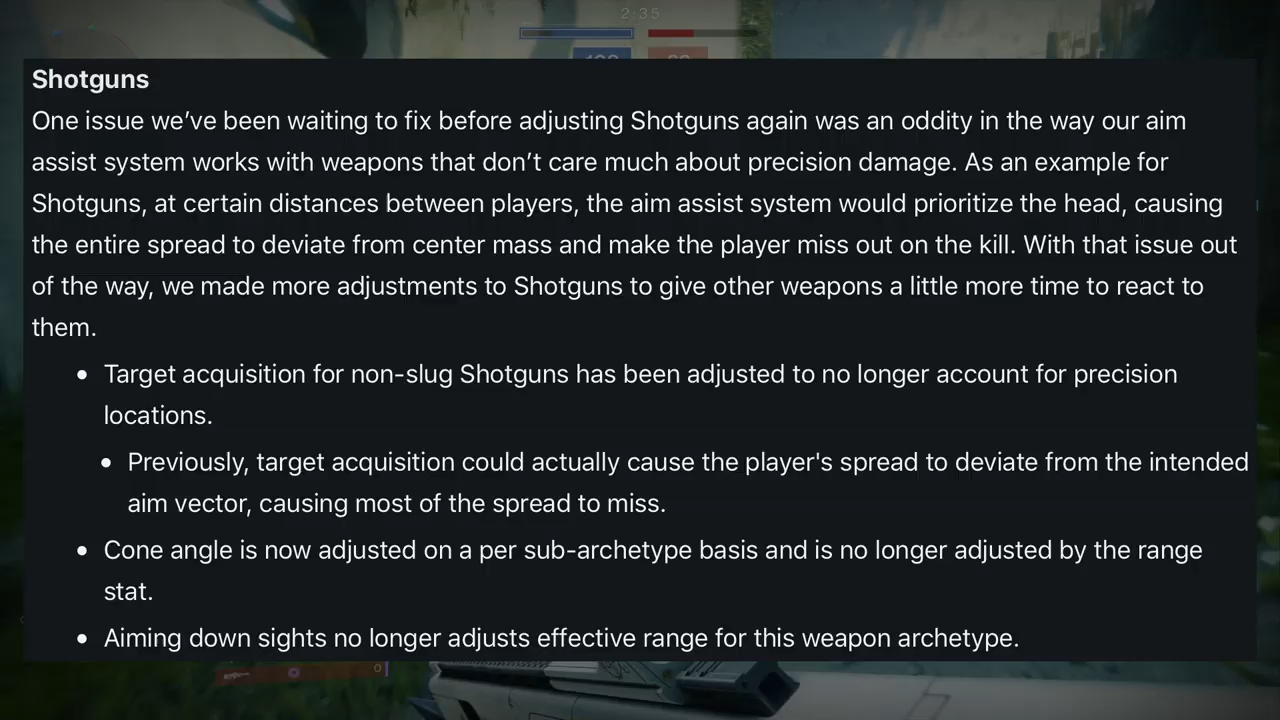 2:35
Shotguns
One issue we’ve been waiting to fix before adjusting Shotguns again was an oddity in the way our aim
assist system works with weapons that don’t care much about precision damage. As an example for
Shotguns, at certain distances between players, the aim assist system would prioritize the head, causing
the entire spread to deviate from center mass and make the player miss out on the kill. With that issue out
of the way, we made more adjustments to Shotguns to give other weapons a little more time to react to
them.
• Target acquisition for non-slug Shotguns has been adjusted to no longer account for precision
locations.
• Previously, target acquisition could actually cause the player's spread to deviate from the intended
aim vector, causing most of the spread to miss.
• Cone angle is now adjusted on a per sub-archetype basis and is no longer adjusted by the range
stat.
• Aiming down sights no longer adjusts effective range for this weapon archetype.
0